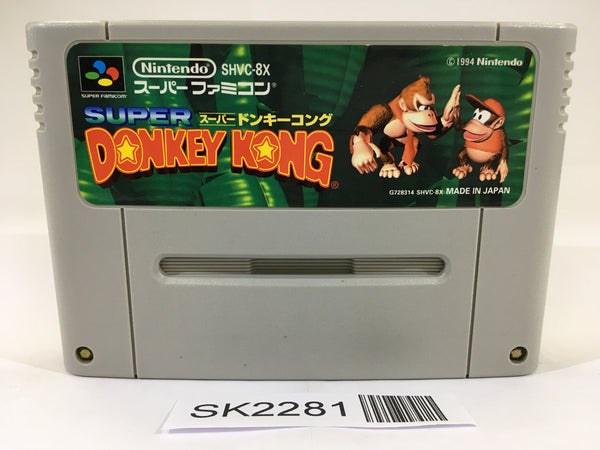 SUPER FAMICOM
Nintendo SHVC-8X
スーパーファミコン®
©1994 Nintendo
SUPER スーパードンキーコング
DONKEY KONG®
G728314 SHVC-8X MADE IN JAPAN
SK2281